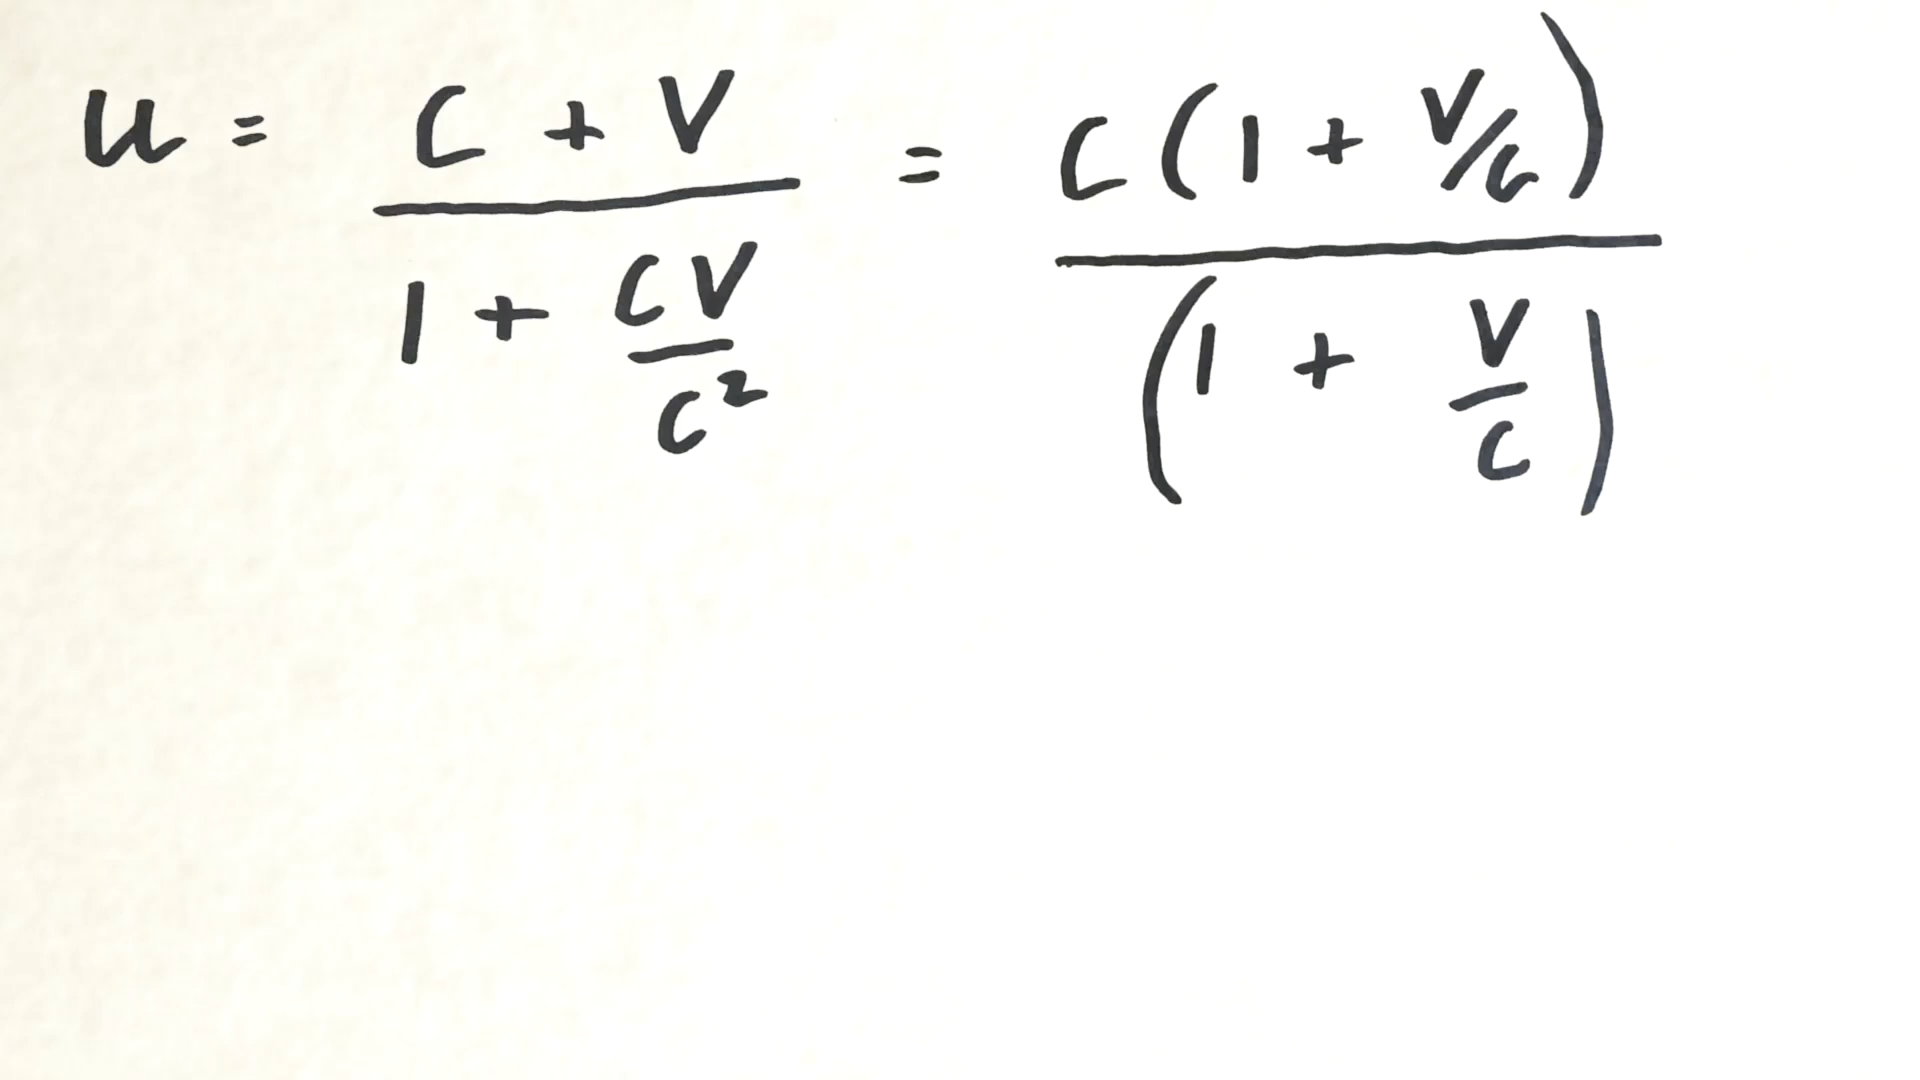 u = (C + V) / (1 + CV/C²) = C(1 + V/C) / (1 + V/C)